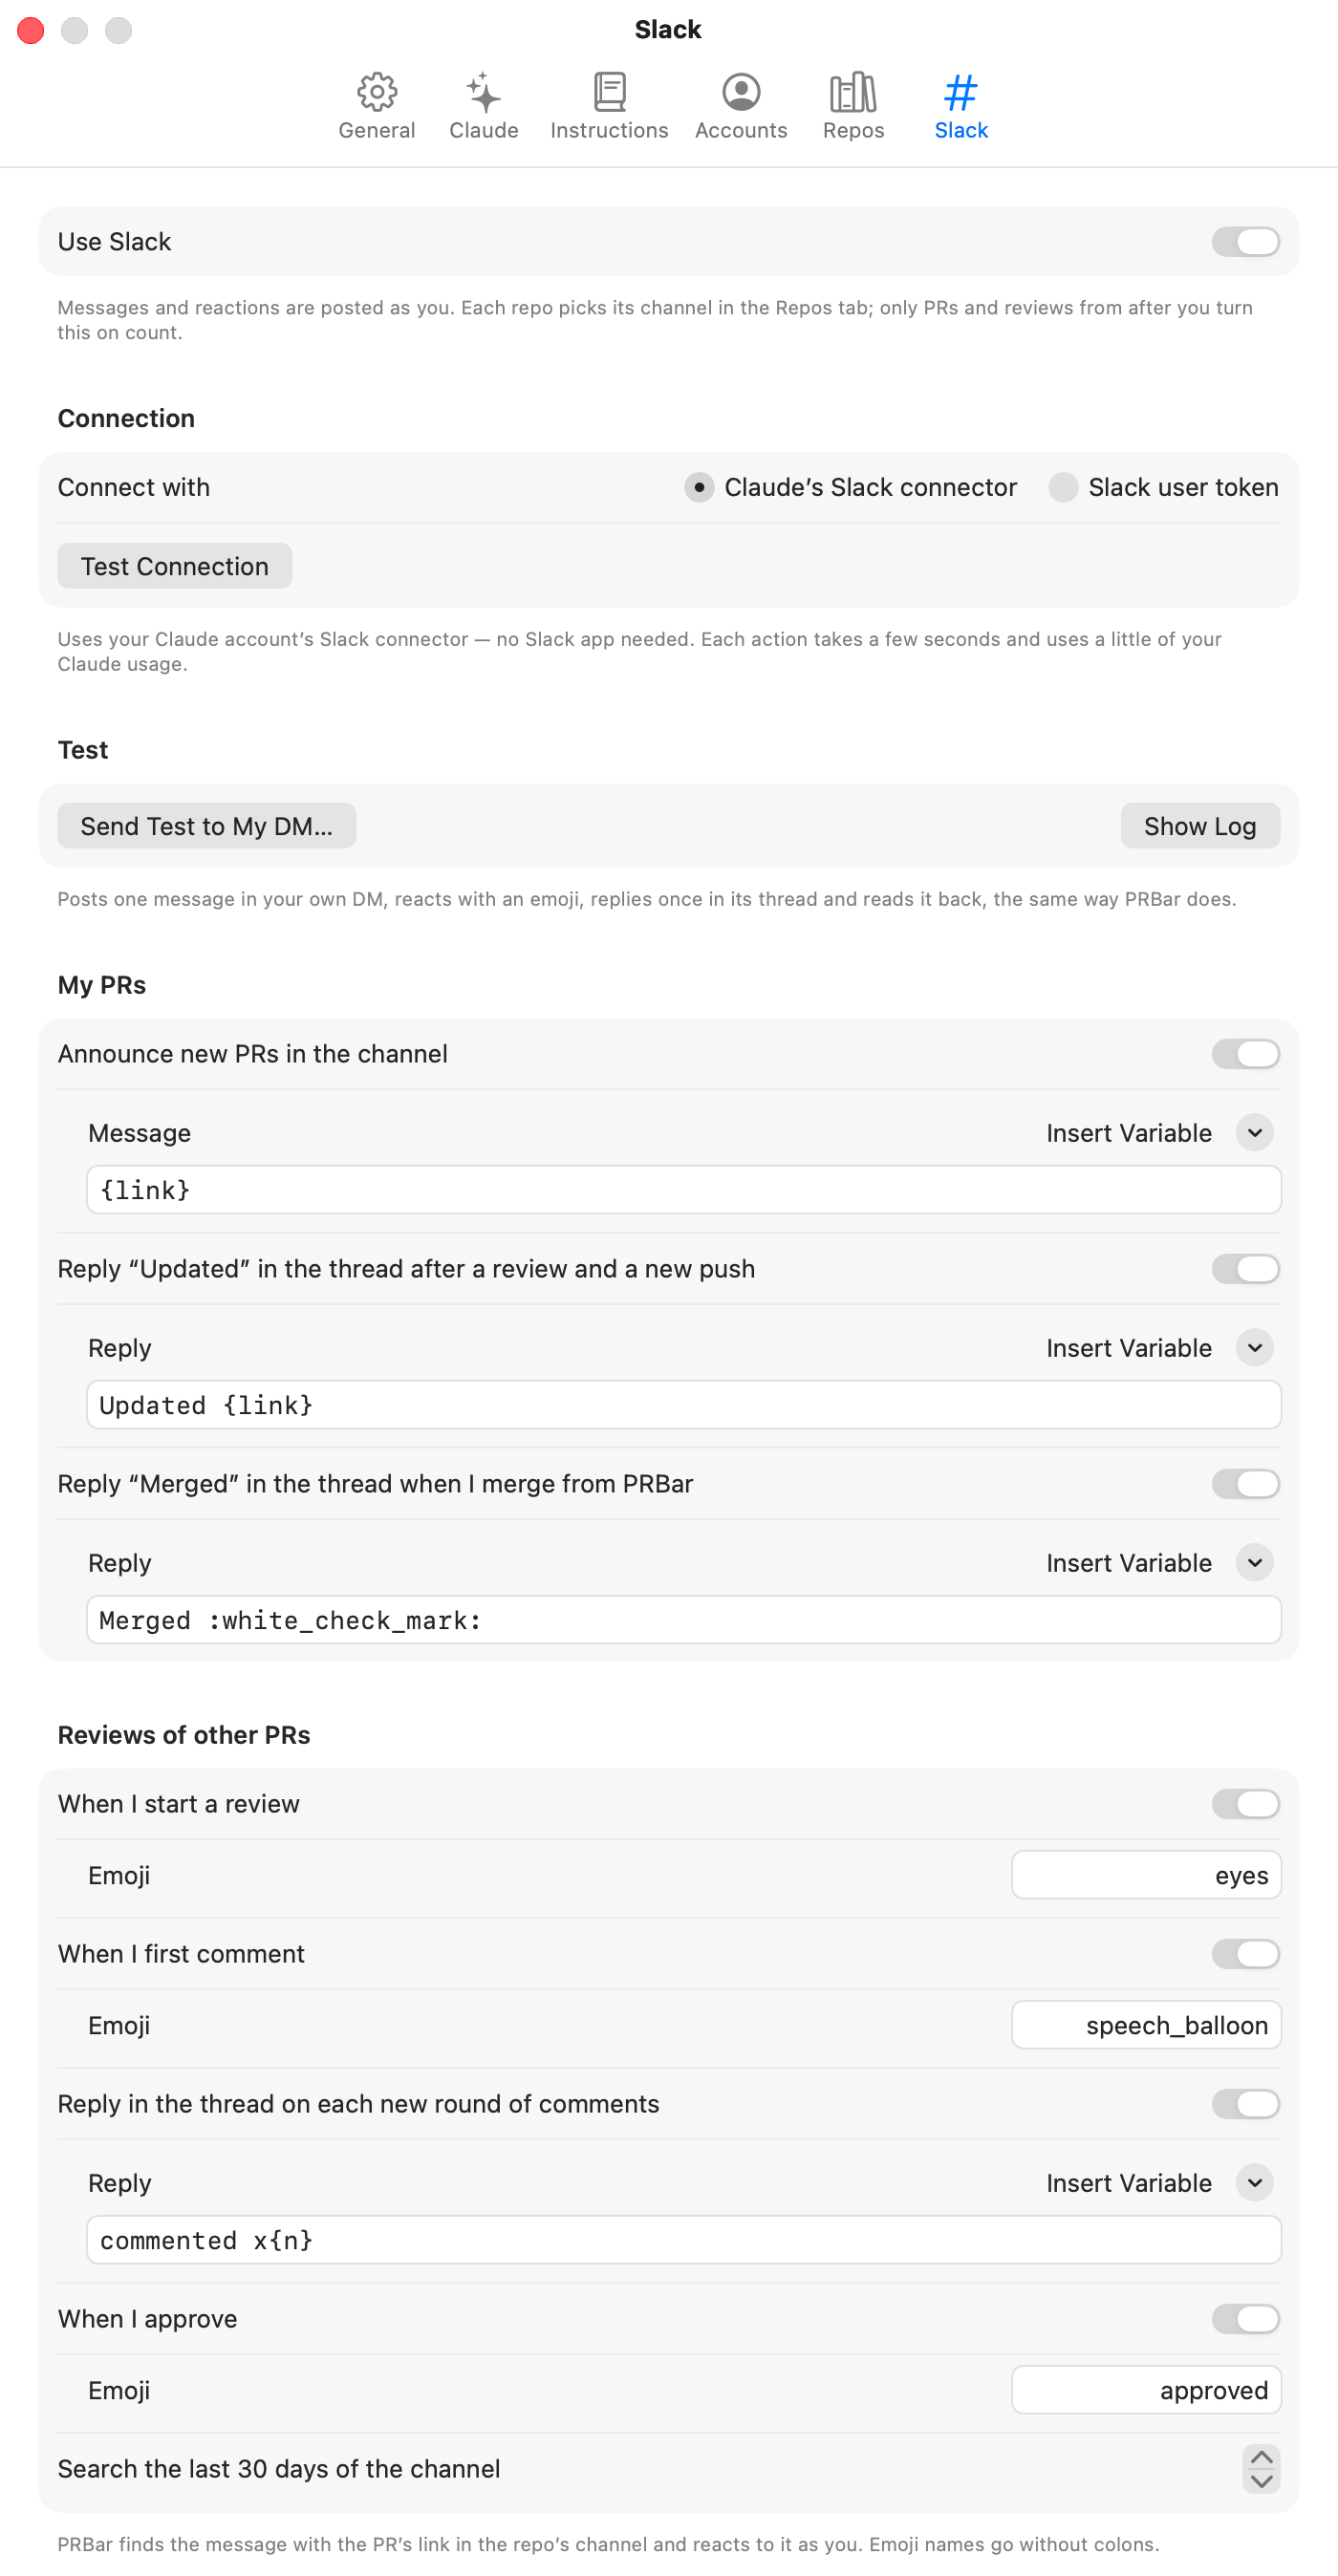 Slack
General
Claude
Instructions
Accounts
Repos
Slack
Use Slack
Messages and reactions are posted as you. Each repo picks its channel in the Repos tab; only PRs and reviews from after you turn
this on count.
Connection
Connect with
Claude’s Slack connector
Slack user token
Test Connection
Uses your Claude account’s Slack connector — no Slack app needed. Each action takes a few seconds and uses a little of your
Claude usage.
Test
Send Test to My DM...
Show Log
Posts one message in your own DM, reacts with an emoji, replies once in its thread and reads it back, the same way PRBar does.
My PRs
Announce new PRs in the channel
Message
Insert Variable
{link}
Reply “Updated” in the thread after a review and a new push
Reply
Insert Variable
Updated {link}
Reply “Merged” in the thread when I merge from PRBar
Reply
Insert Variable
Merged :white_check_mark:
Reviews of other PRs
When I start a review
Emoji
eyes
When I first comment
Emoji
speech_balloon
Reply in the thread on each new round of comments
Reply
Insert Variable
commented x{n}
When I approve
Emoji
approved
Search the last 30 days of the channel
PRBar finds the message with the PR’s link in the repo’s channel and reacts to it as you. Emoji names go without colons.